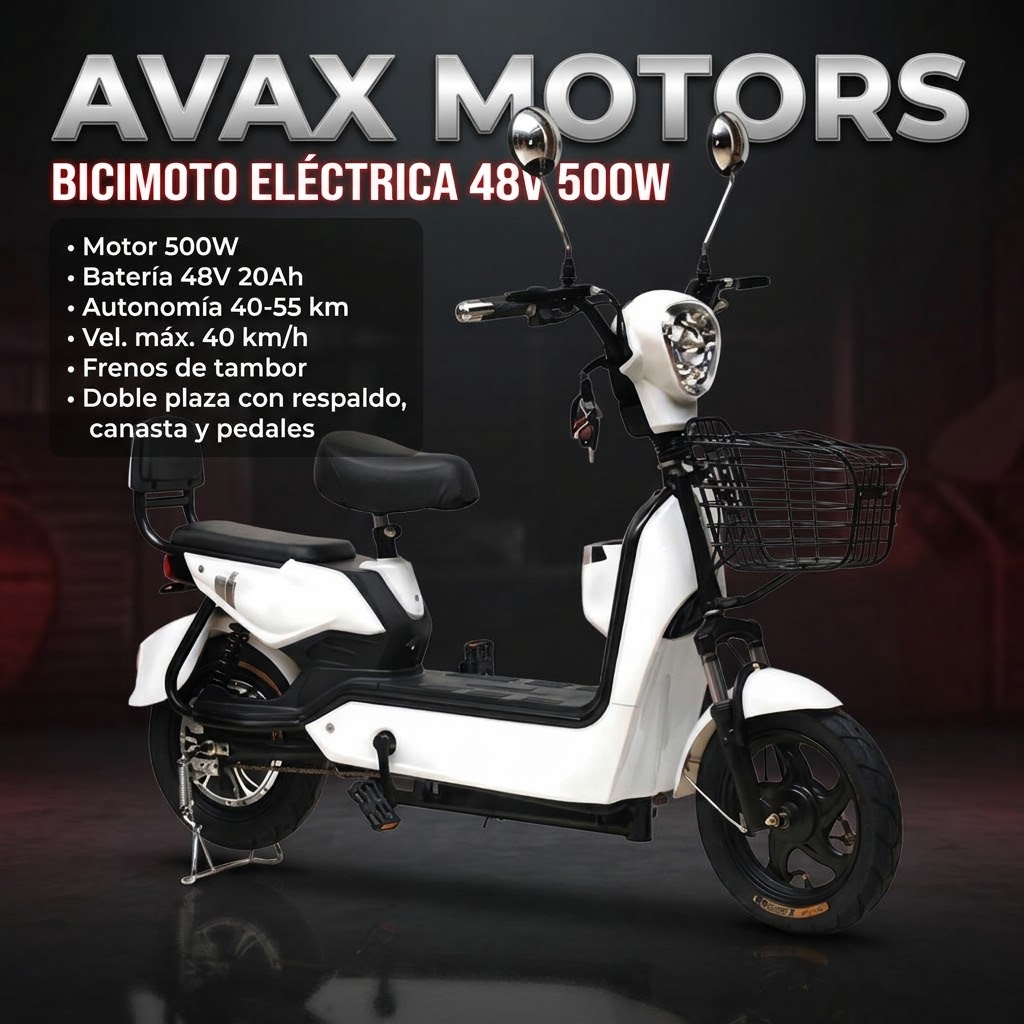 AVAX MOTORS
BICIMOTO ELÉCTRICA 48V 500W
• Motor 500W
• Batería 48V 20Ah
• Autonomía 40-55 km
• Vel. máx. 40 km/h
• Frenos de tambor
• Doble plaza con respaldo,
canasta y pedales